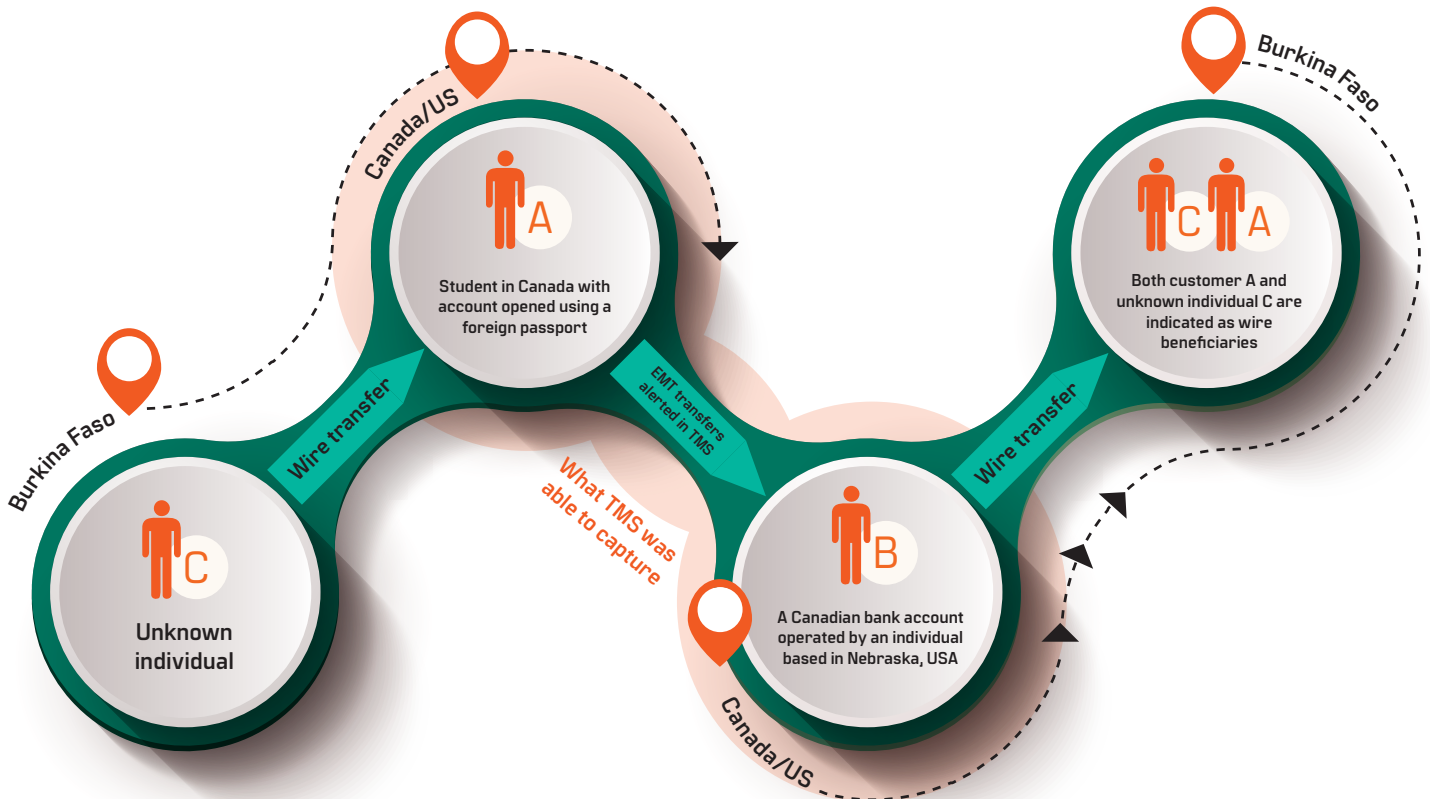 Burkina Faso
C
Unknown
individual
Wire transfer
Canada/US
A
Student in Canada with
account opened using a
foreign passport
EMT transfers
alerted in TMS
What TMS was
able to capture
B
A Canadian bank account
operated by an individual
based in Nebraska, USA
Canada/US
Wire transfer
Burkina Faso
C A
Both customer A and
unknown individual C are
indicated as wire
beneficiaries